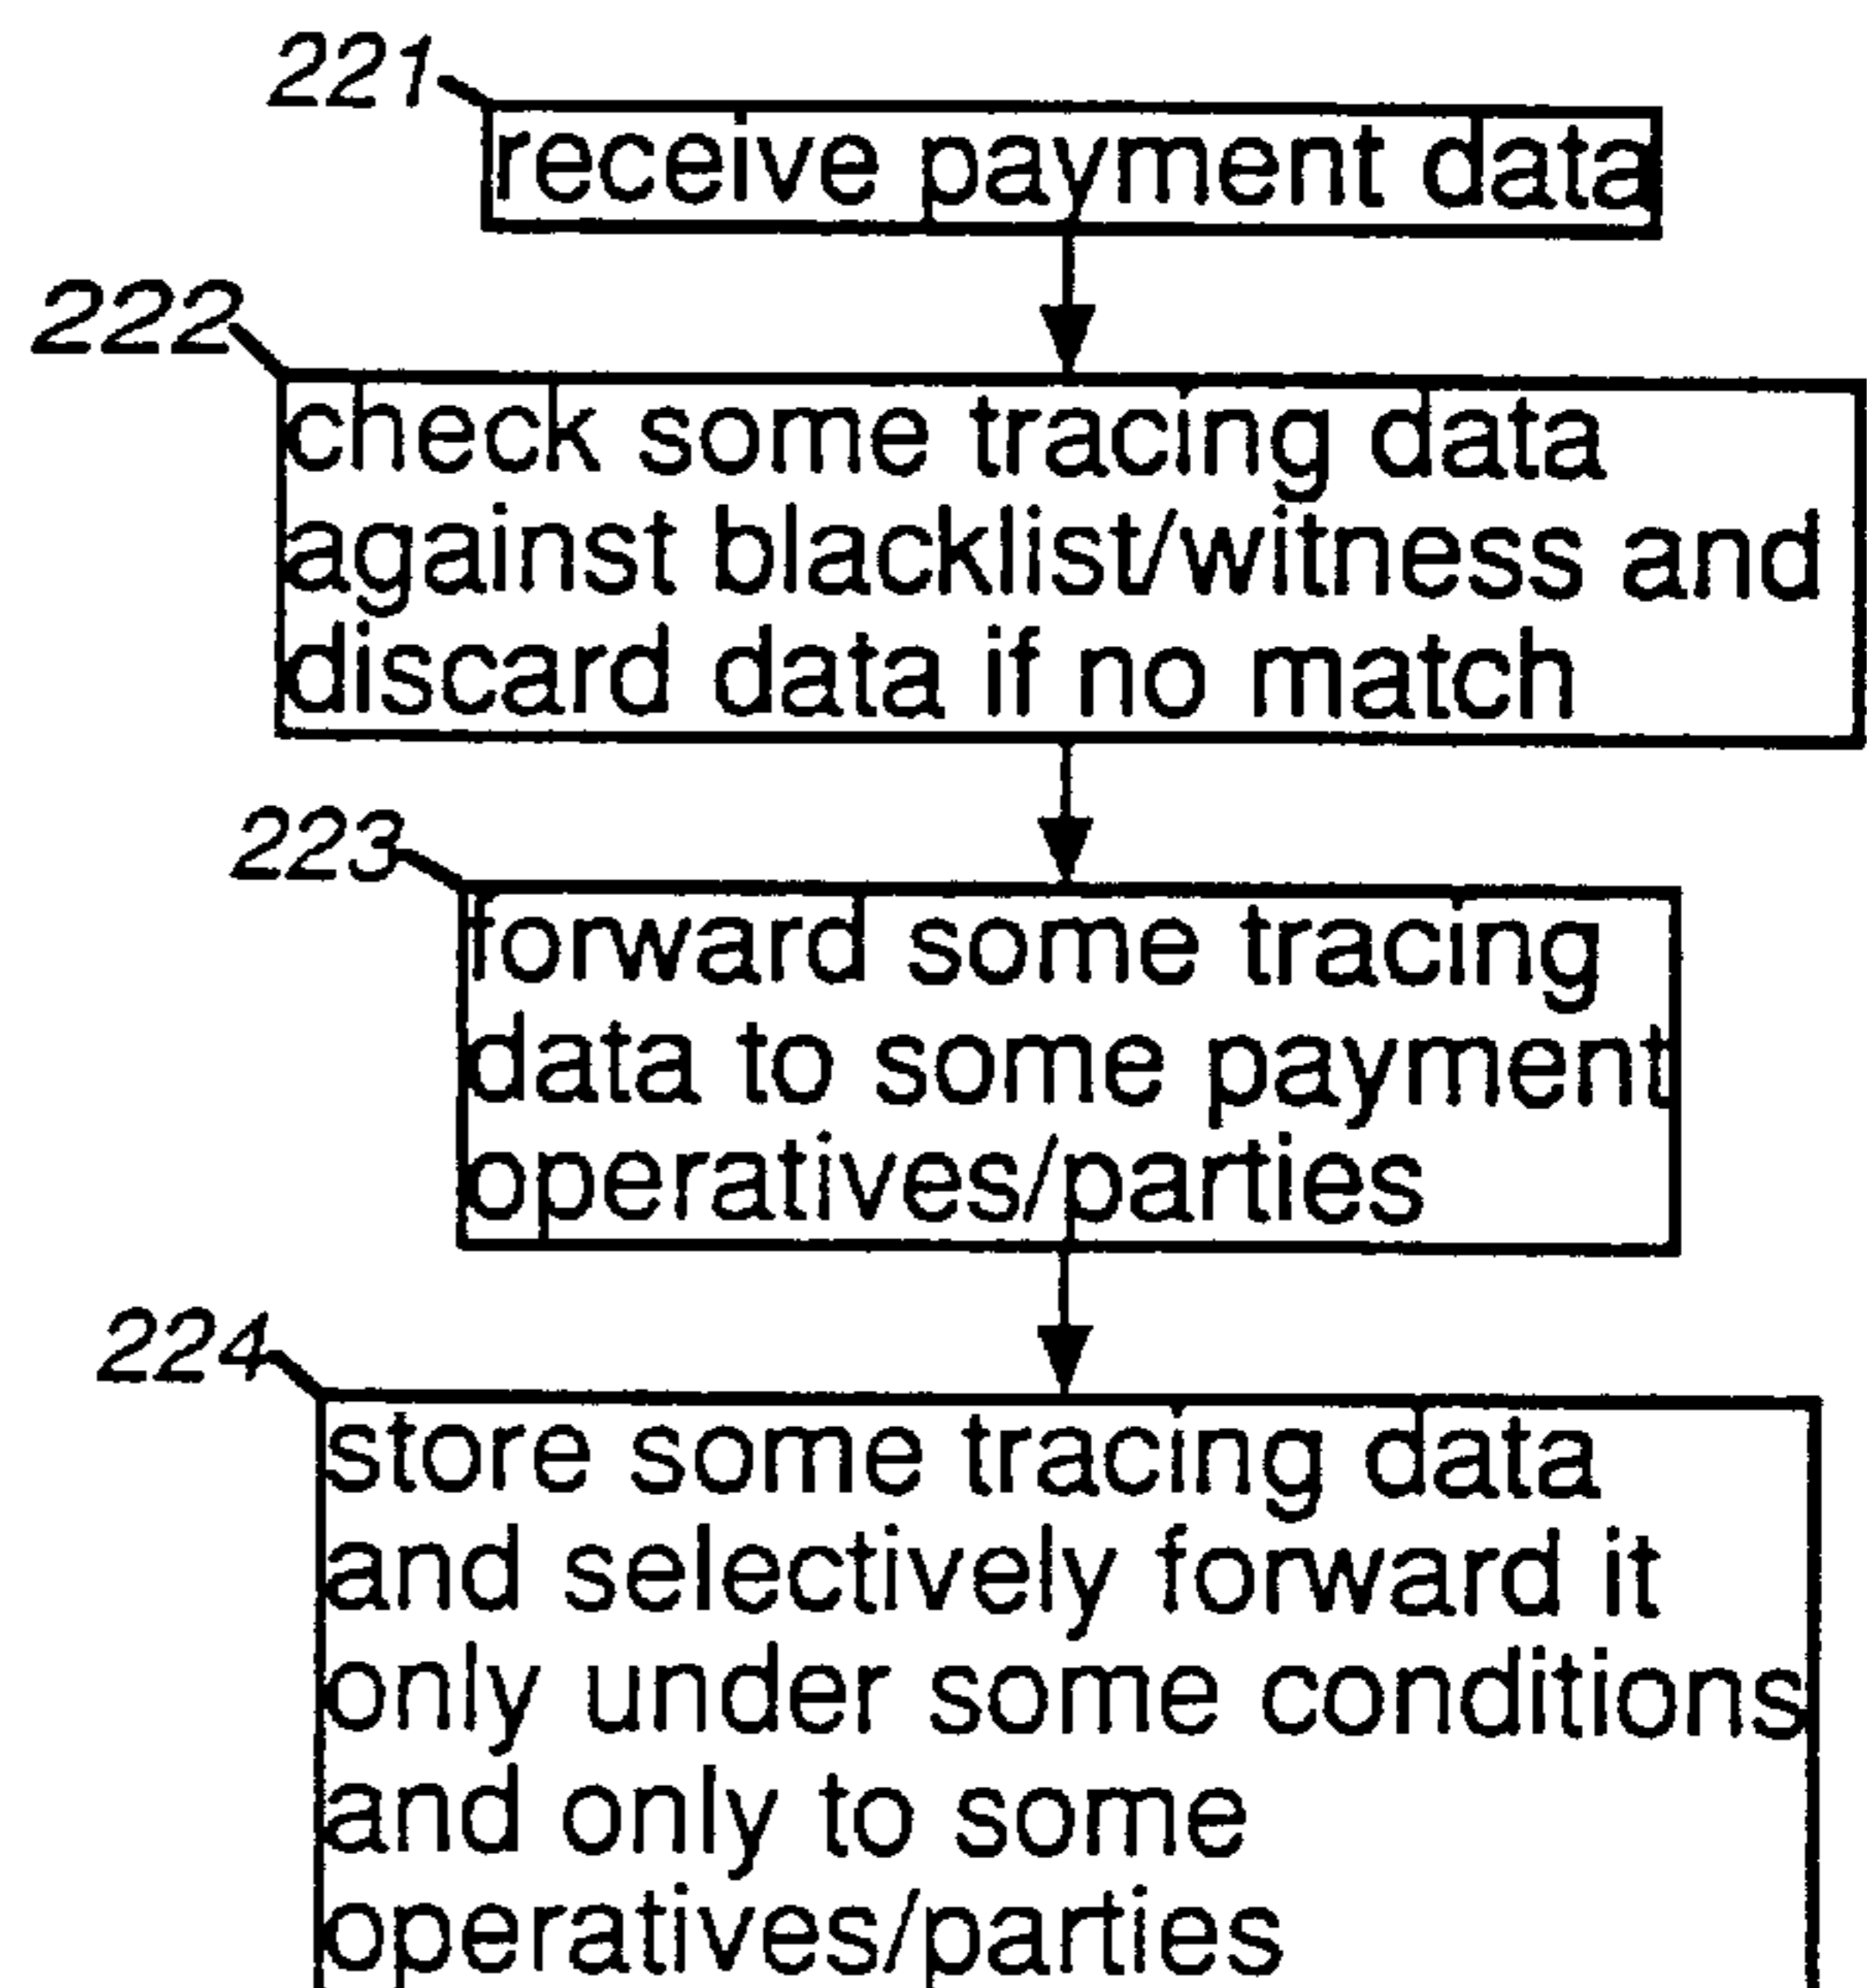 221
receive payment data
222
check some tracing data
against blacklist/witness and
discard data if no match
223
forward some tracing
data to some payment
operatives/parties
224
store some tracing data
and selectively forward it
only under some conditions
and only to some
operatives/parties